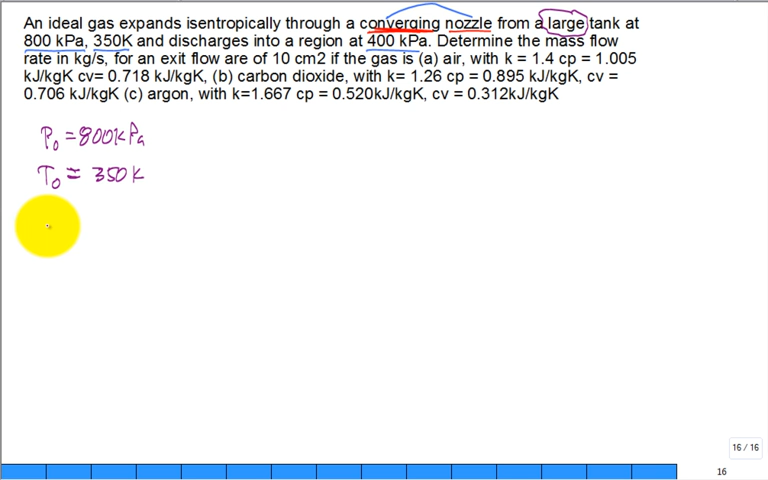 An ideal gas expands isentropically through a converging nozzle from a large tank at
800 kPa, 350K and discharges into a region at 400 kPa. Determine the mass flow
rate in kg/s, for an exit flow are of 10 cm2 if the gas is (a) air, with k = 1.4 cp = 1.005
kJ/kgK cv= 0.718 kJ/kgK, (b) carbon dioxide, with k= 1.26 cp = 0.895 kJ/kgK, cv =
0.706 kJ/kgK (c) argon, with k=1.667 cp = 0.520kJ/kgK, cv = 0.312kJ/kgK
P₀ = 800kPa
T₀ = 350K
16 / 16
16